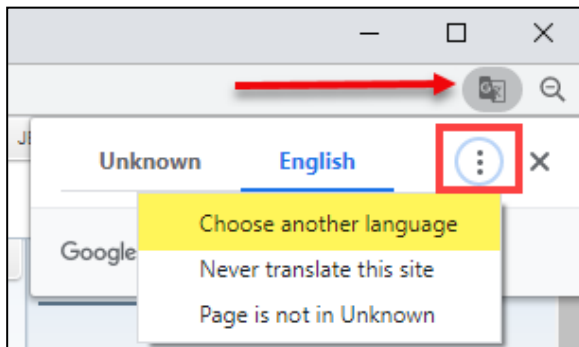 Unknown English
Choose another language
Google
Never translate this site
Page is not in Unknown